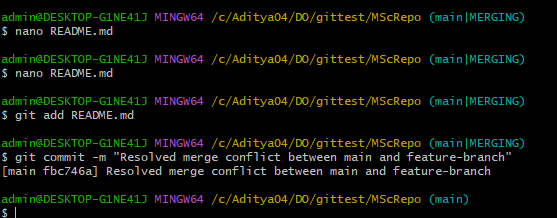 admin@DESKTOP-G1NE41J MINGW64 /c/Aditya04/DO/gittest/MScRepo (main|MERGING)
$ nano README.md
admin@DESKTOP-G1NE41J MINGW64 /c/Aditya04/DO/gittest/MScRepo (main|MERGING)
$ nano README.md
admin@DESKTOP-G1NE41J MINGW64 /c/Aditya04/DO/gittest/MScRepo (main|MERGING)
$ git add README.md
admin@DESKTOP-G1NE41J MINGW64 /c/Aditya04/DO/gittest/MScRepo (main|MERGING)
$ git commit -m "Resolved merge conflict between main and feature-branch"
[main fbc746a] Resolved merge conflict between main and feature-branch
admin@DESKTOP-G1NE41J MINGW64 /c/Aditya04/DO/gittest/MScRepo (main)
$